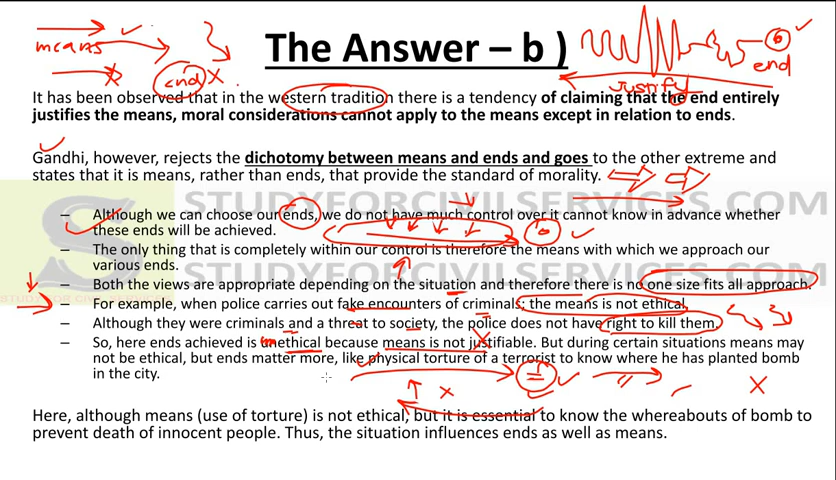 means
end
The Answer – b )
6
end
justify
It has been observed that in the western tradition there is a tendency of claiming that the end entirely
justifies the means, moral considerations cannot apply to the means except in relation to ends.
Gandhi, however, rejects the dichotomy between means and ends and goes to the other extreme and
states that it is means, rather than ends, that provide the standard of morality.
STUDYFORCIVILSERVICES.COM
– Although we can choose our ends, we do not have much control over it cannot know in advance whether
these ends will be achieved.
– The only thing that is completely within our control is therefore the means with which we approach our
various ends.
STUDYFORCIVILSERVICES.COM
– Both the views are appropriate depending on the situation and therefore there is no one size fits all approach.
– For example, when police carries out fake encounters of criminals; the means is not ethical.
– Although they were criminals and a threat to society, the police does not have right to kill them.
– So, here ends achieved is unethical because means is not justifiable. But during certain situations means may
not be ethical, but ends matter more, like physical torture of a terrorist to know where he has planted bomb
in the city.
Here, although means (use of torture) is not ethical, but it is essential to know the whereabouts of bomb to
prevent death of innocent people. Thus, the situation influences ends as well as means.